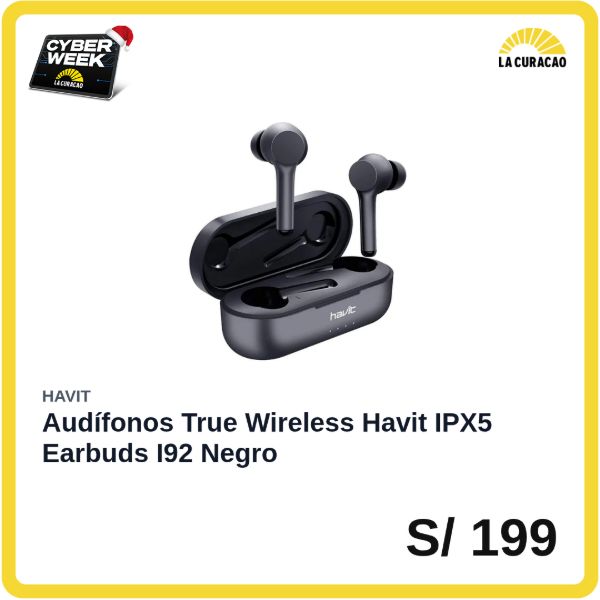 CYBER
WEEK
LA CURACAO
LA CURACAO
havit
HAVIT
Audífonos True Wireless Havit IPX5
Earbuds I92 Negro
S/ 199